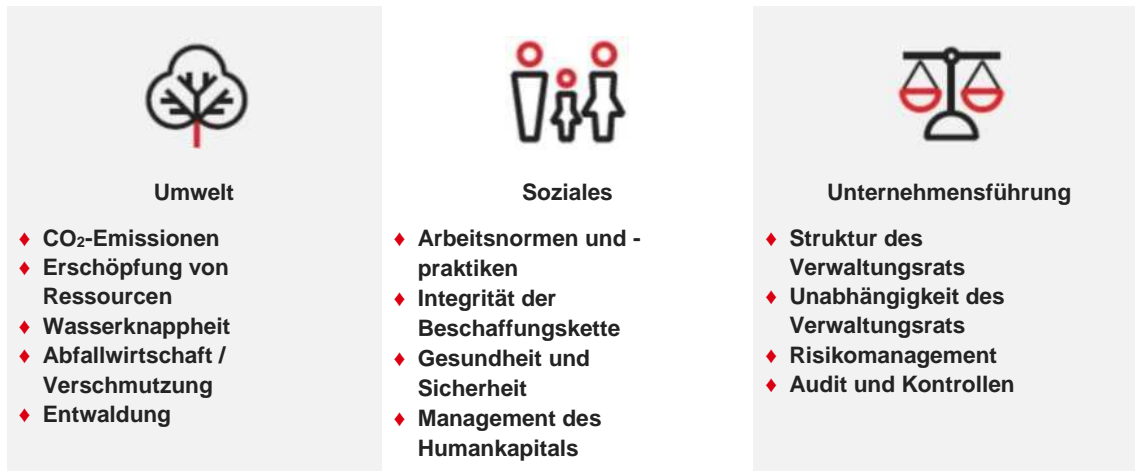 Umwelt
♦ CO₂-Emissionen
♦ Erschöpfung von
Ressourcen
♦ Wasserknappheit
♦ Abfallwirtschaft /
Verschmutzung
♦ Entwaldung
Soziales
♦ Arbeitsnormen und -
praktiken
♦ Integrität der
Beschaffungskette
♦ Gesundheit und
Sicherheit
♦ Management des
Humankapitals
Unternehmensführung
♦ Struktur des
Verwaltungsrats
♦ Unabhängigkeit des
Verwaltungsrats
♦ Risikomanagement
♦ Audit und Kontrollen